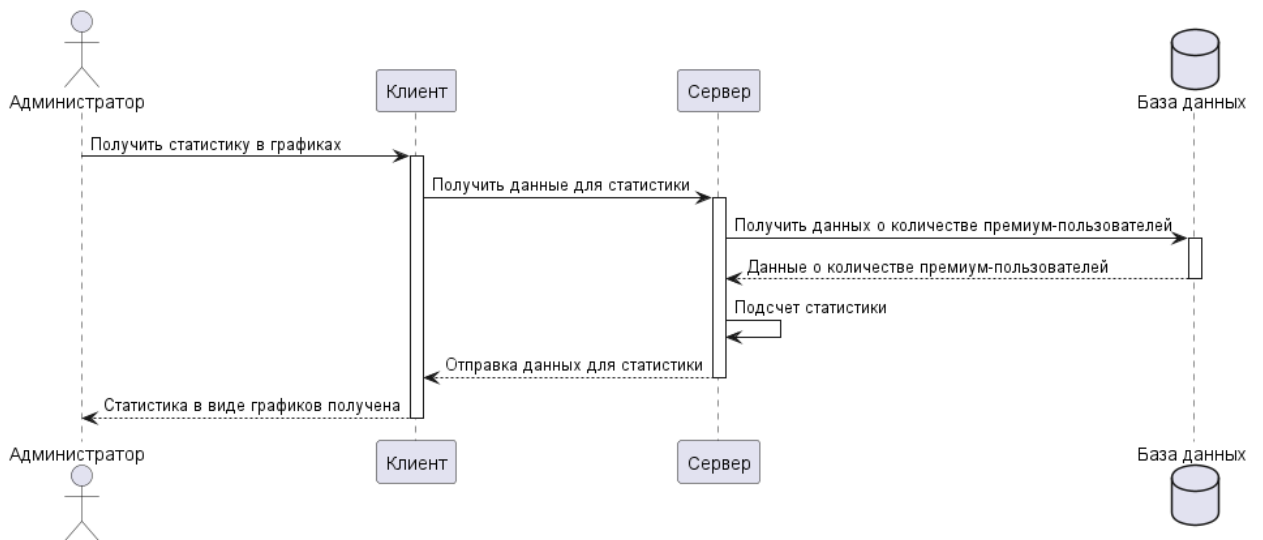 Администратор
Клиент
Сервер
База данных
Получить статистику в графиках
Получить данные для статистики
Получить данных о количестве премиум-пользователей
Данные о количестве премиум-пользователей
Подсчет статистики
Отправка данных для статистики
Статистика в виде графиков получена
Администратор
Клиент
Сервер
База данных